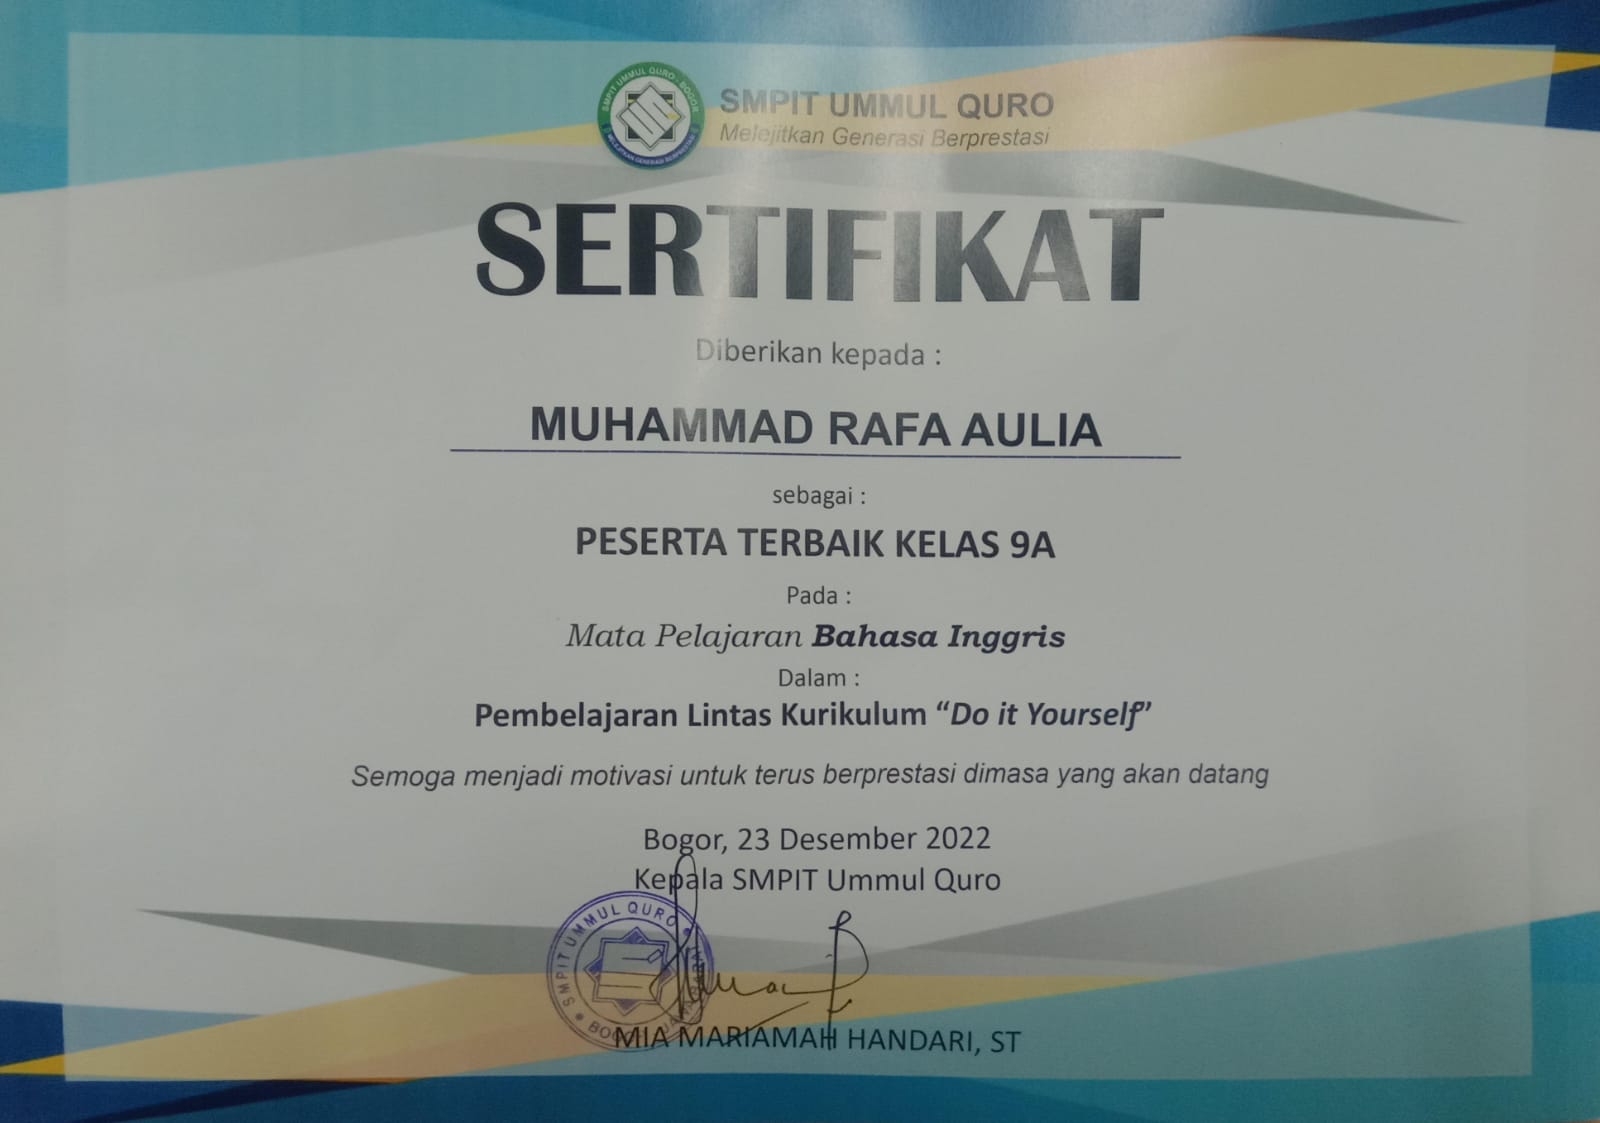 SMPIT UMMUL QURO - BOGOR
MELEJITKAN GENERASI BERPRESTASI
SMPIT UMMUL QURO
Melejitkan Generasi Berprestasi
SERTIFIKAT
Diberikan kepada :
MUHAMMAD RAFA AULIA
sebagai :
PESERTA TERBAIK KELAS 9A
Pada :
Mata Pelajaran Bahasa Inggris
Dalam :
Pembelajaran Lintas Kurikulum “Do it Yourself”
Semoga menjadi motivasi untuk terus berprestasi dimasa yang akan datang
Bogor, 23 Desember 2022
Kepala SMPIT Ummul Quro
SMPIT UMMUL QURO
MIA MARIAMAH HANDARI, ST